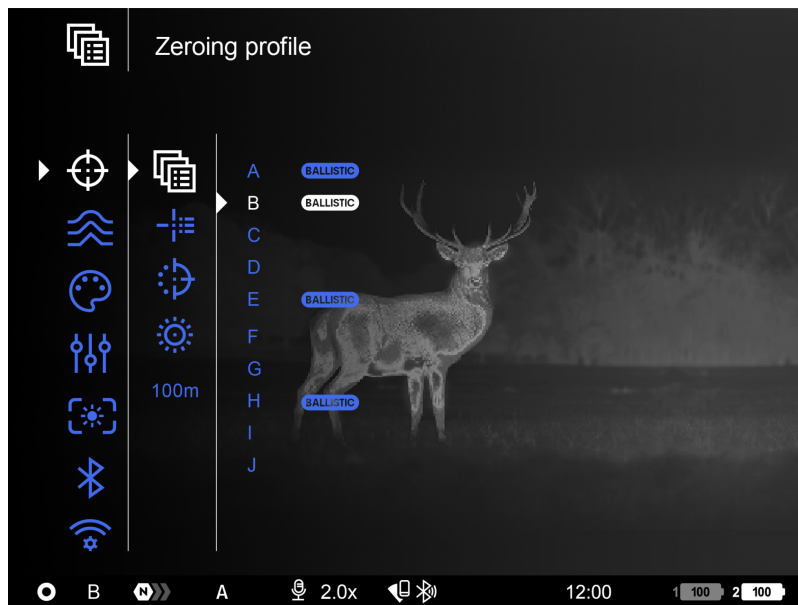 Zeroing profile
A BALLISTIC
B BALLISTIC
C
D
E BALLISTIC
F
G
H BALLISTIC
I
J
100m
B N A 2.0x 12:00 1 100 2 100